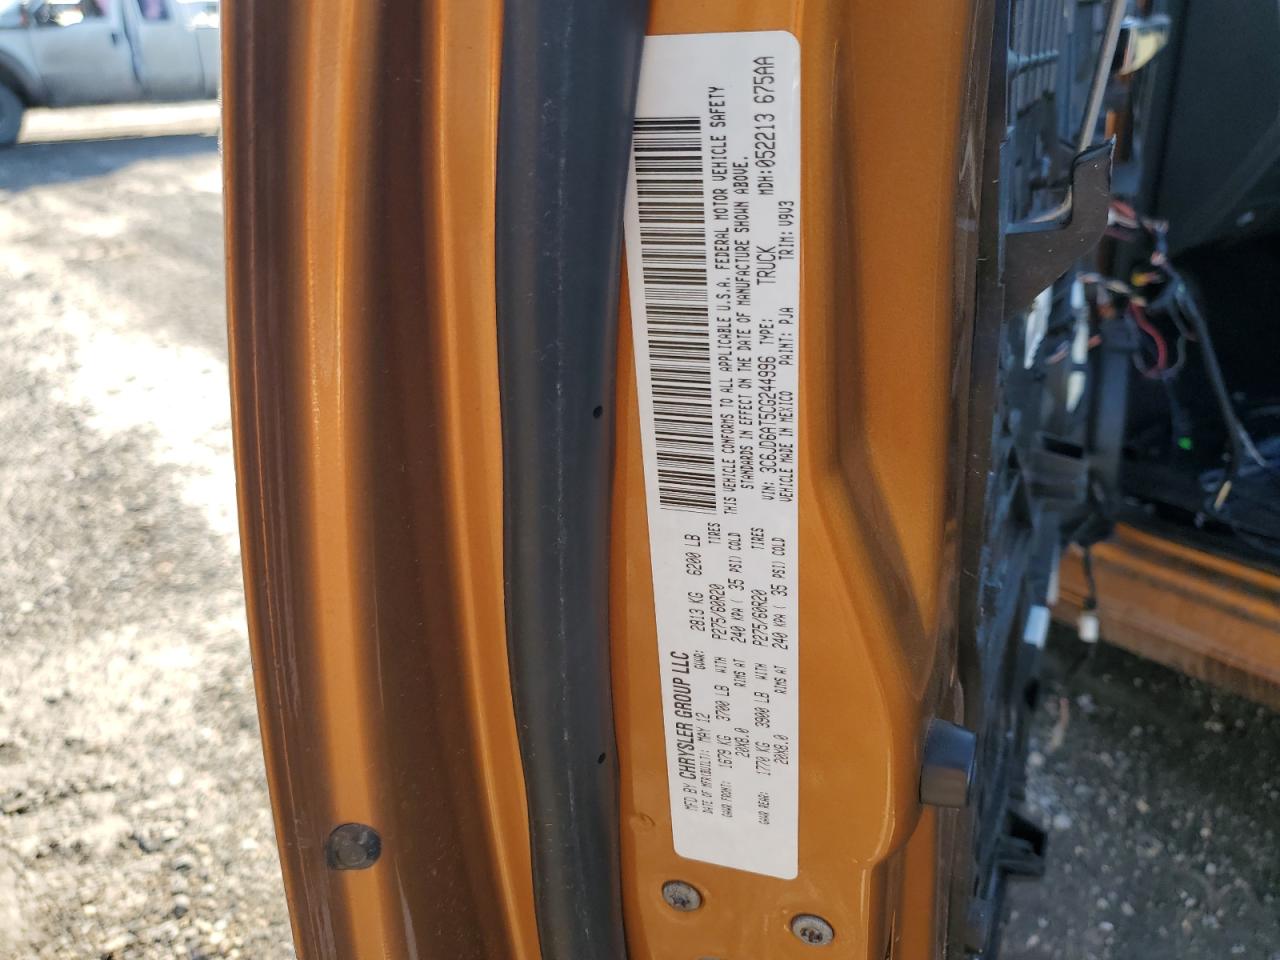 MFD BY CHRYSLER GROUP LLC
DATE OF MFR(BUILT): MAY 12 GVWR: 2813 KG 6200 LB
GAWR FRONT: 1679 KG 3700 LB WITH P275/60R20 TIRES
20X8.0 RIMS AT 240 KPA ( 35 PSI) COLD
GAWR REAR: 1770 KG 3900 LB WITH P275/60R20 TIRES
20X8.0 RIMS AT 240 KPA ( 35 PSI) COLD
THIS VEHICLE CONFORMS TO ALL APPLICABLE U.S.A. FEDERAL MOTOR VEHICLE SAFETY
STANDARDS IN EFFECT ON THE DATE OF MANUFACTURE SHOWN ABOVE.
VIN: 3C6JD6AT5CG244996 TYPE: TRUCK MDH:052213 675AA
VEHICLE MADE IN MEXICO PAINT: PJA TRIM: V9V3